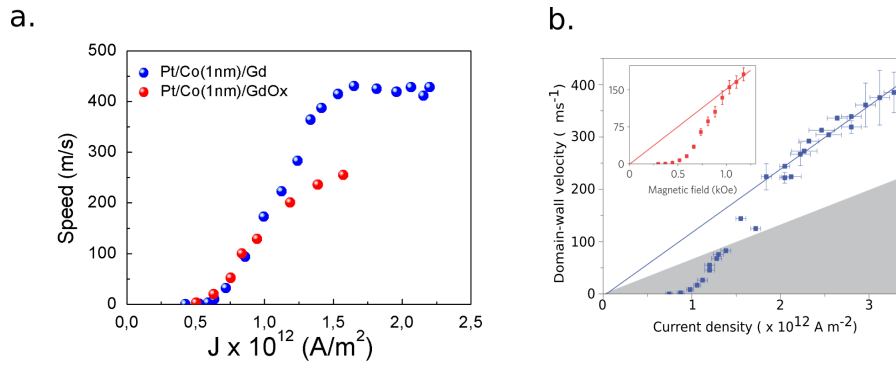 a.
Pt/Co(1nm)/Gd
Pt/Co(1nm)/GdOx
Speed (m/s)
500
400
300
200
100
0
0,0 0,5 1,0 1,5 2,0 2,5
J x 10¹² (A/m²)
b.
Domain-wall velocity ( ms⁻¹)
400
300
200
100
0
0 1 2 3
Current density ( x 10¹² A m⁻²)
150
75
0
0 0.5 1.0
Magnetic field (kOe)